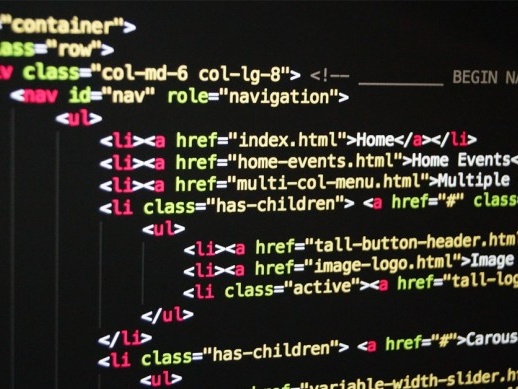 ="container">
ass="row">
v class="col-md-6 col-lg-8"> <!-- __________ BEGIN NA
<nav id="nav" role="navigation">
<ul>
<li><a href="index.html">Home</a></li>
<li><a href="home-events.html">Home Events<
<li><a href="multi-col-menu.html">Multiple
<li class="has-children"> <a href="#" class
<ul>
<li><a href="tall-button-header.htm
<li><a href="image-logo.html">Image
<li class="active"><a href="tall-log
</ul>
</li>
<li class="has-children"> <a href="#">Carous
<ul>
href="variable-width-slider.h